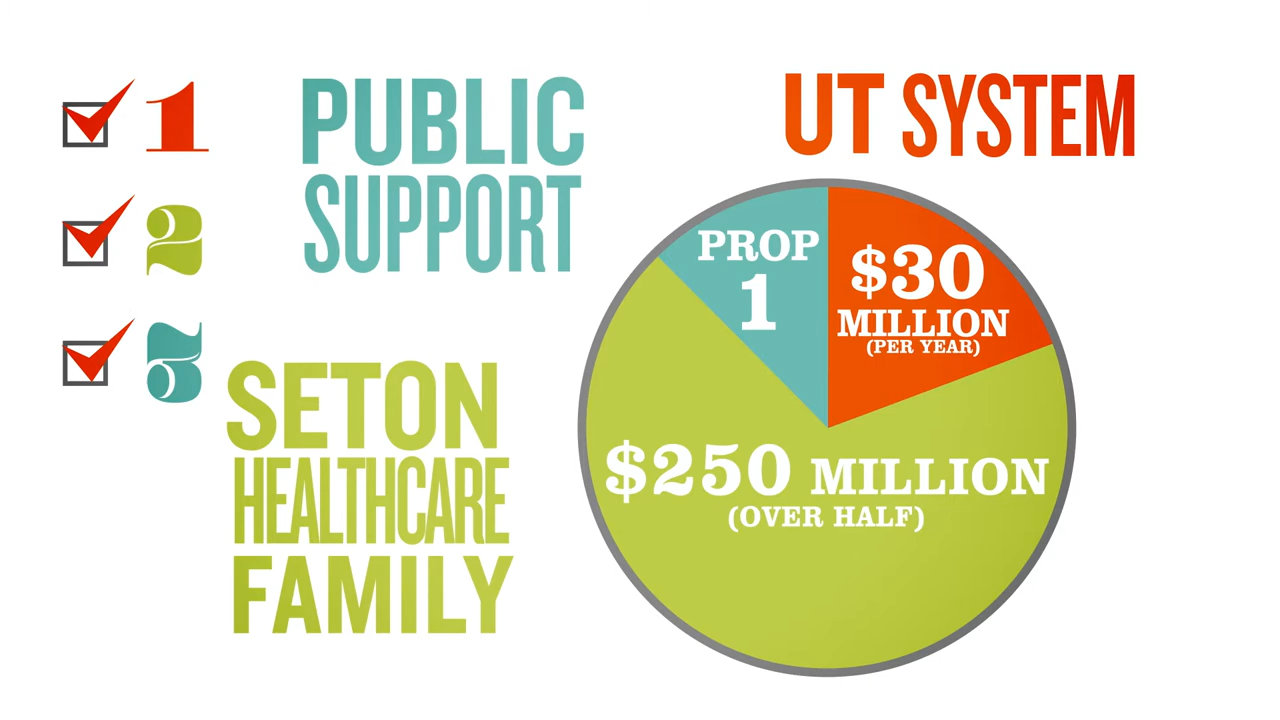 1
2
3
PUBLIC
SUPPORT
SETON
HEALTHCARE
FAMILY
UT SYSTEM
PROP
1
$30
MILLION
(PER YEAR)
$250 MILLION
(OVER HALF)